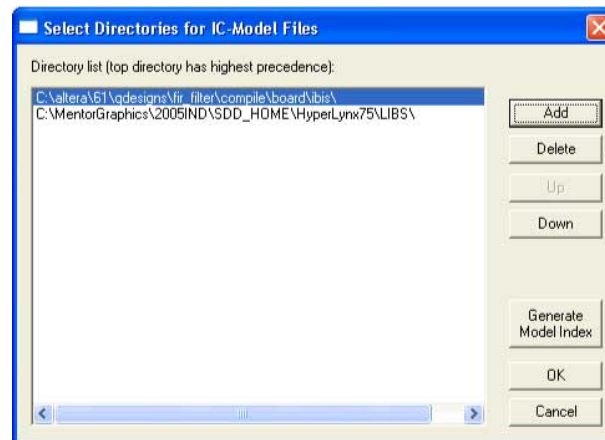 Select Directories for IC-Model Files
Directory list (top directory has highest precedence):
C:\altera\61\qdesigns\fir_filter\compile\board\ibis\
C:\MentorGraphics\2005IND\SDD_HOME\HyperLynx75\LIBS\
Add
Delete
Up
Down
Generate
Model Index
OK
Cancel